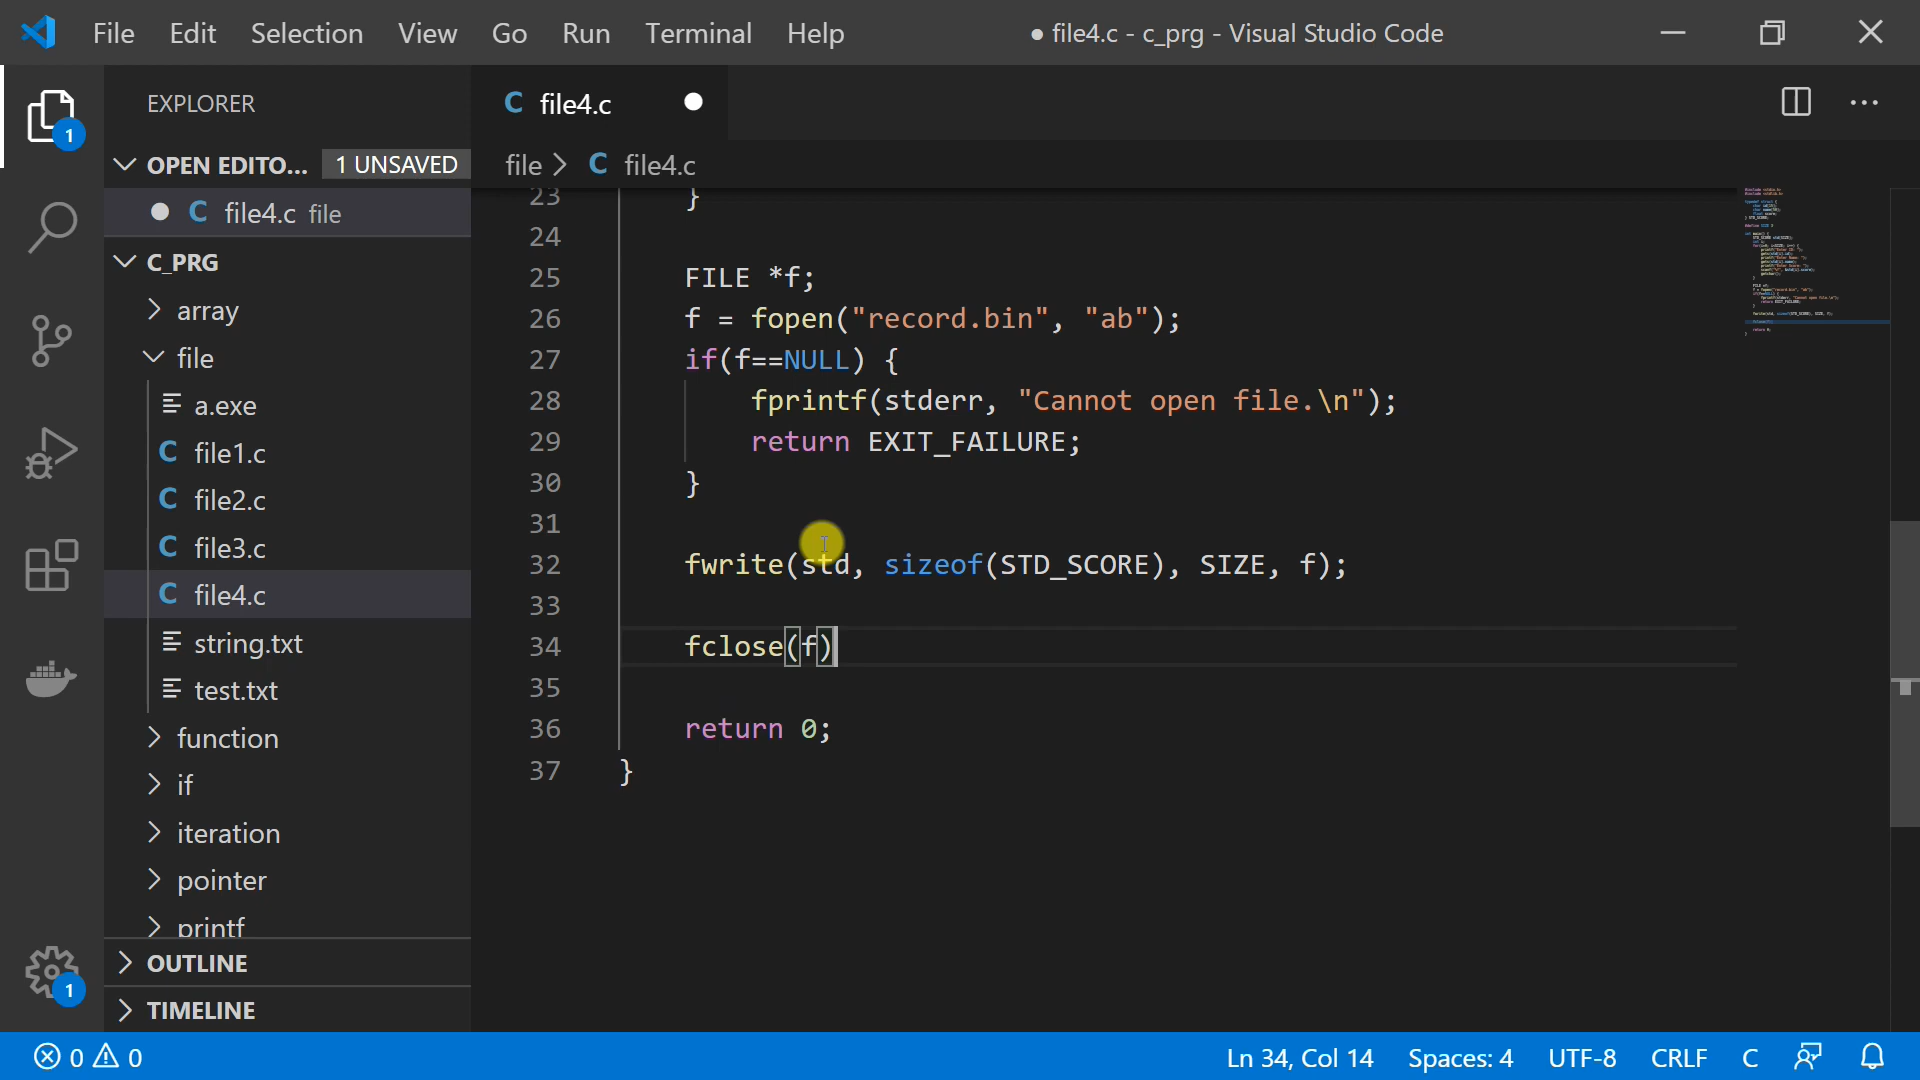 File Edit Selection View Go Run Terminal Help ● file4.c - c_prg - Visual Studio Code
EXPLORER
C file4.c
OPEN EDITO... 1 UNSAVED
file > C file4.c
C file4.c file
C_PRG
array
file
a.exe
C file1.c
C file2.c
C file3.c
C file4.c
string.txt
test.txt
function
if
iteration
pointer
printf
OUTLINE
TIMELINE
1
1
23 }
24
25 FILE *f;
26 f = fopen("record.bin", "ab");
27 if(f==NULL) {
28 fprintf(stderr, "Cannot open file.\n");
29 return EXIT_FAILURE;
30 }
31
32 fwrite(std, sizeof(STD_SCORE), SIZE, f);
33
34 fclose(f)
35
36 return 0;
37 }
0 0 Ln 34, Col 14 Spaces: 4 UTF-8 CRLF C